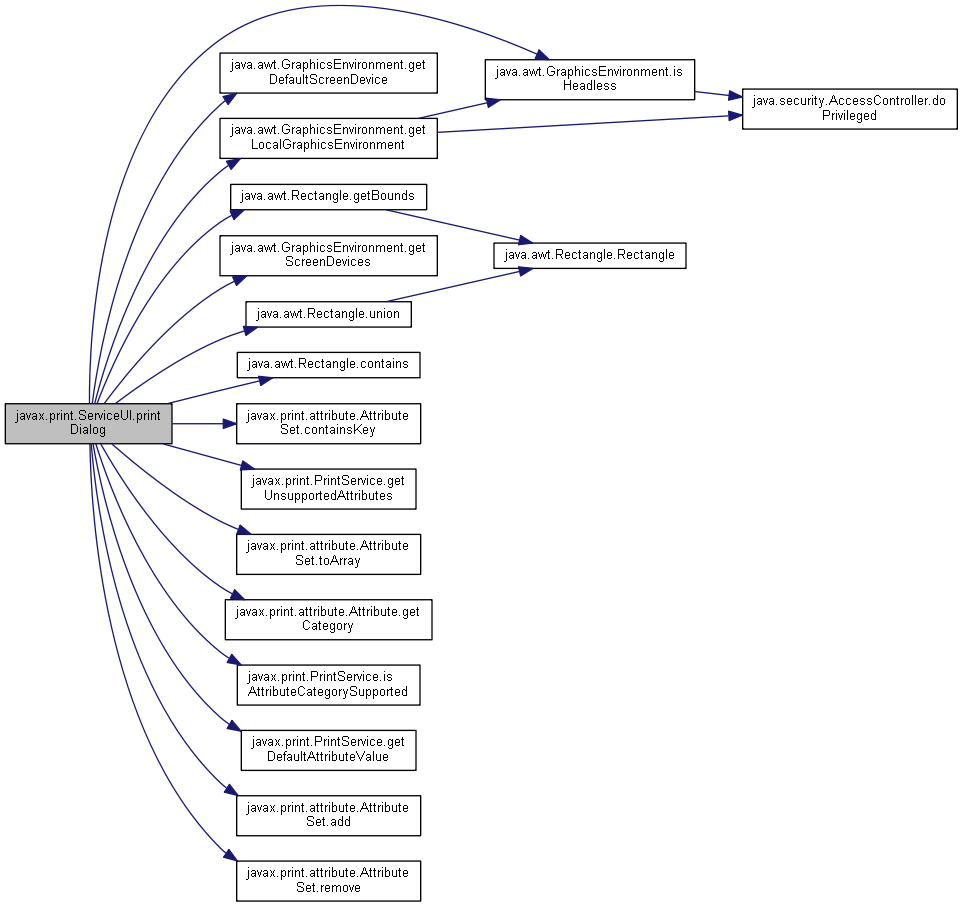 java.awt.GraphicsEnvironment.get
DefaultScreenDevice
java.awt.GraphicsEnvironment.is
Headless
java.security.AccessController.do
Privileged
java.awt.GraphicsEnvironment.get
LocalGraphicsEnvironment
java.awt.Rectangle.getBounds
java.awt.GraphicsEnvironment.get
ScreenDevices
java.awt.Rectangle.Rectangle
java.awt.Rectangle.union
java.awt.Rectangle.contains
javax.print.ServiceUI.print
Dialog
javax.print.attribute.Attribute
Set.containsKey
javax.print.PrintService.get
UnsupportedAttributes
javax.print.attribute.Attribute
Set.toArray
javax.print.attribute.Attribute.get
Category
javax.print.PrintService.is
AttributeCategorySupported
javax.print.PrintService.get
DefaultAttributeValue
javax.print.attribute.Attribute
Set.add
javax.print.attribute.Attribute
Set.remove